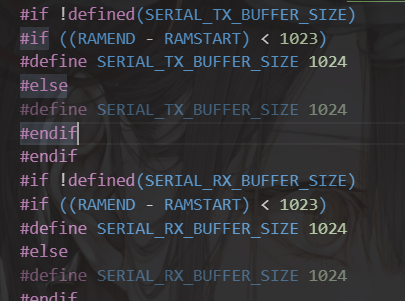 #if !defined(SERIAL_TX_BUFFER_SIZE)
#if ((RAMEND - RAMSTART) < 1023)
#define SERIAL_TX_BUFFER_SIZE 1024
#else
#define SERIAL_TX_BUFFER_SIZE 1024
#endif
#endif
#if !defined(SERIAL_RX_BUFFER_SIZE)
#if ((RAMEND - RAMSTART) < 1023)
#define SERIAL_RX_BUFFER_SIZE 1024
#else
#define SERIAL_RX_BUFFER_SIZE 1024
#endif